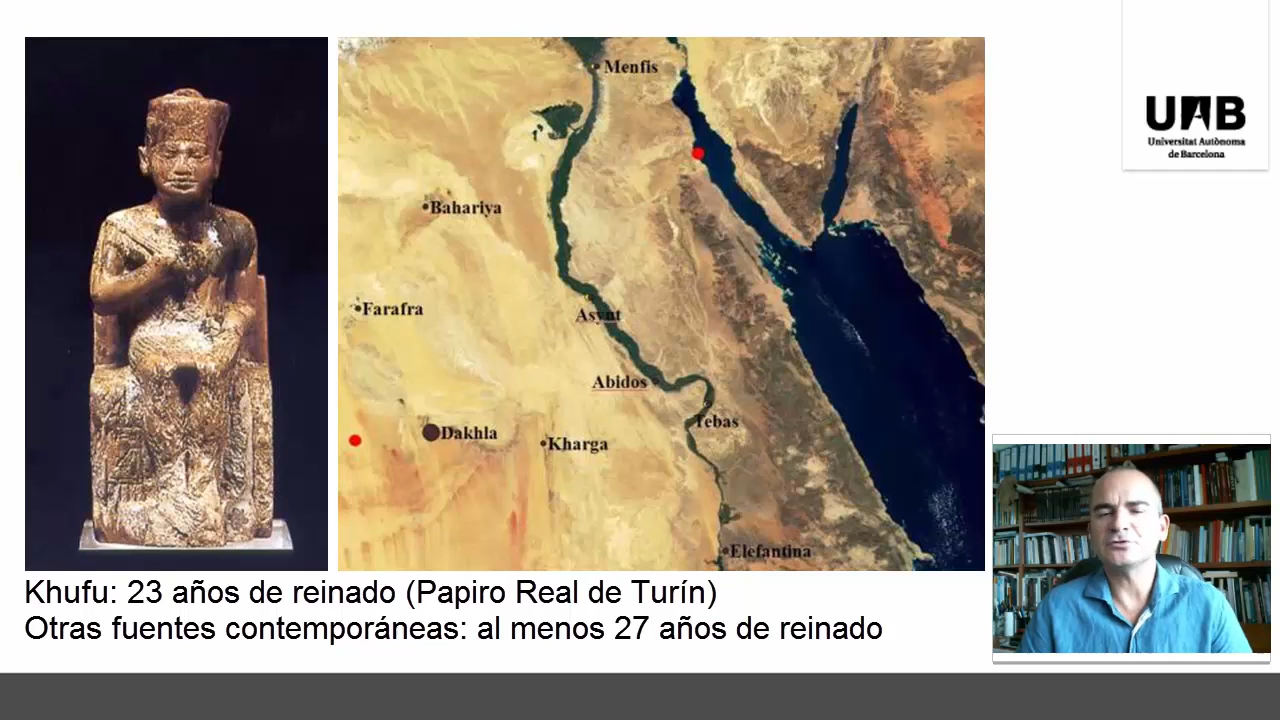 Menfis
Bahariya
Farafra
Asyut
Abidos
Tebas
Dakhla
Kharga
Elefantina
UAB
Universitat Autònoma
de Barcelona
Khufu: 23 años de reinado (Papiro Real de Turín)
Otras fuentes contemporáneas: al menos 27 años de reinado